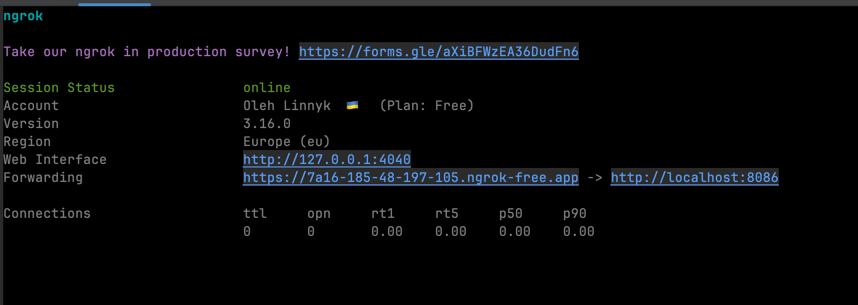 ngrok
Take our ngrok in production survey! https://forms.gle/aXiBFWzEA36DudFn6
Session Status online
Account Oleh Linnyk 🇺🇦 (Plan: Free)
Version 3.16.0
Region Europe (eu)
Web Interface http://127.0.0.1:4040
Forwarding https://7a16-185-48-197-105.ngrok-free.app -> http://localhost:8086
Connections ttl opn rt1 rt5 p50 p90
0 0 0.00 0.00 0.00 0.00